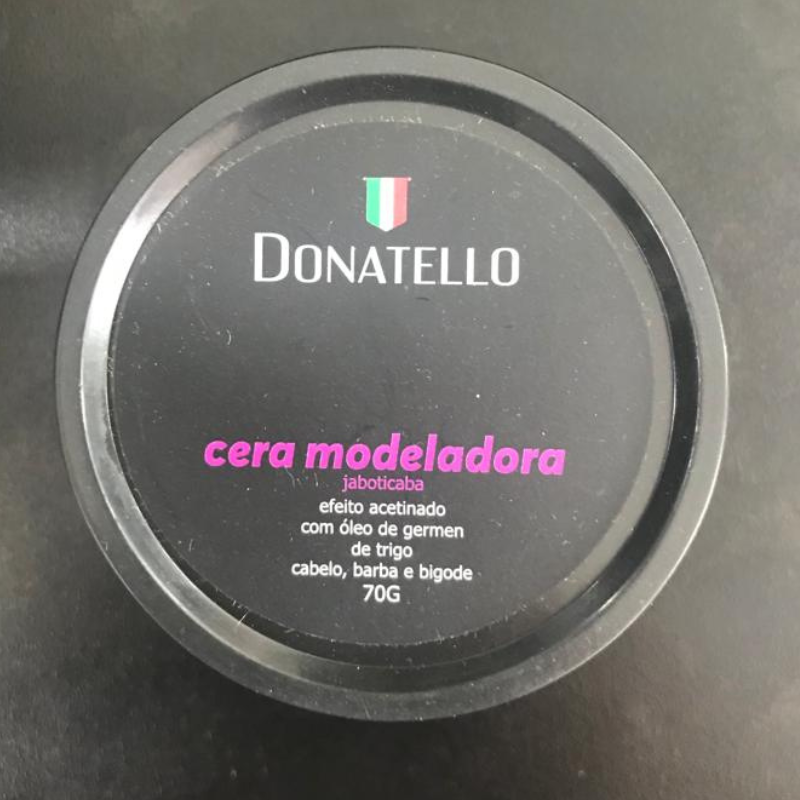 DONATELLO
cera modeladora
jaboticaba
efeito acetinado
com óleo de germen
de trigo
cabelo, barba e bigode
70G